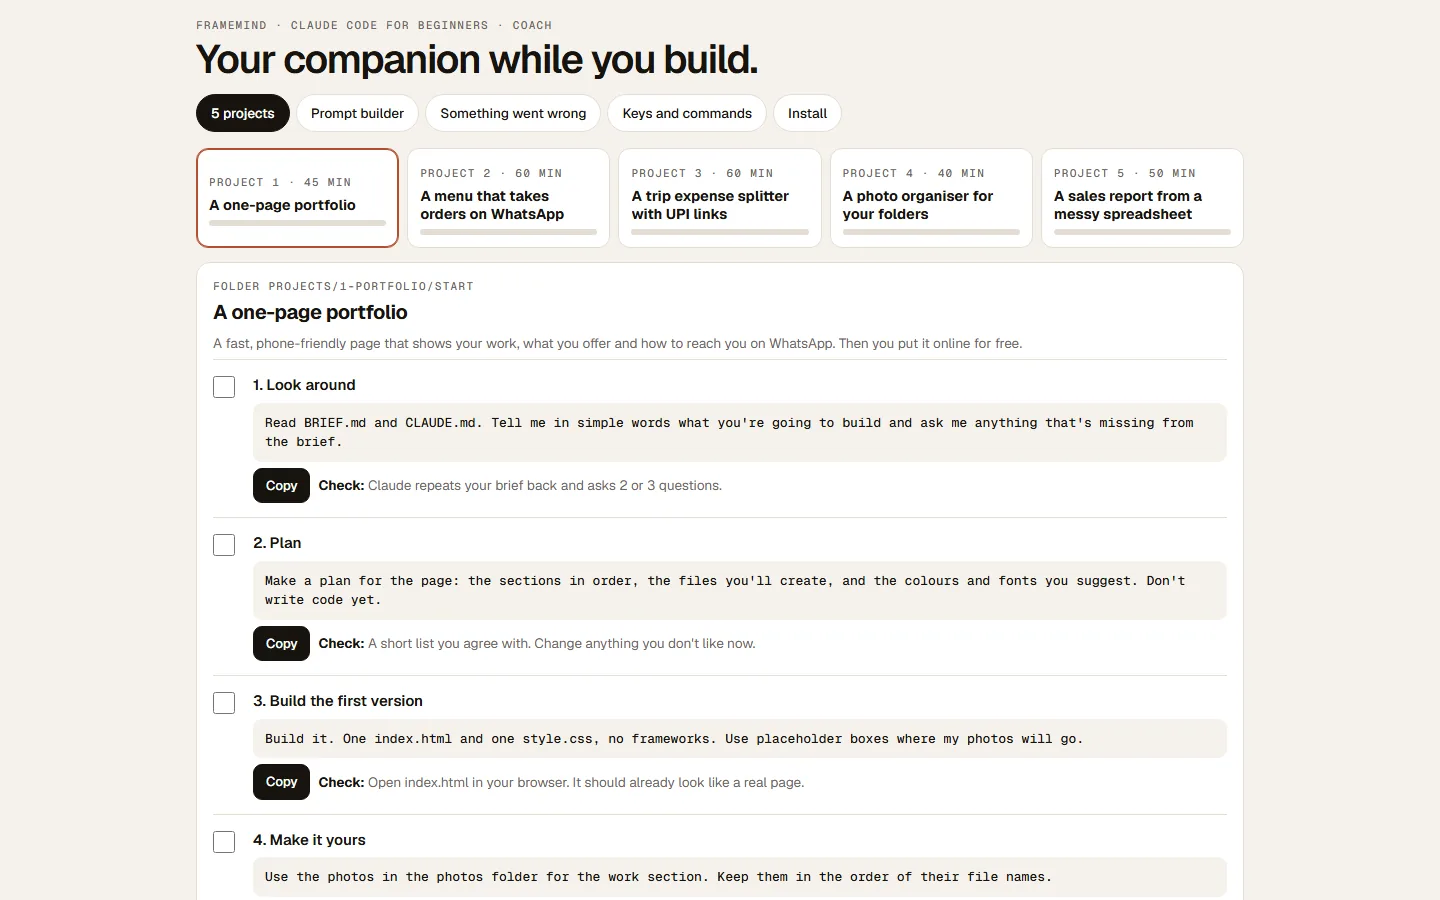 FRAMEMIND · CLAUDE CODE FOR BEGINNERS · COACH
Your companion while you build.
5 projects
Prompt builder
Something went wrong
Keys and commands
Install
PROJECT 1 · 45 MIN
A one-page portfolio
PROJECT 2 · 60 MIN
A menu that takes
orders on WhatsApp
PROJECT 3 · 60 MIN
A trip expense splitter
with UPI links
PROJECT 4 · 40 MIN
A photo organiser for
your folders
PROJECT 5 · 50 MIN
A sales report from a
messy spreadsheet
FOLDER PROJECTS/1-PORTFOLIO/START
A one-page portfolio
A fast, phone-friendly page that shows your work, what you offer and how to reach you on WhatsApp. Then you put it online for free.
1. Look around
Read BRIEF.md and CLAUDE.md. Tell me in simple words what you're going to build and ask me anything that's missing from
the brief.
Copy
Check: Claude repeats your brief back and asks 2 or 3 questions.
2. Plan
Make a plan for the page: the sections in order, the files you'll create, and the colours and fonts you suggest. Don't
write code yet.
Copy
Check: A short list you agree with. Change anything you don't like now.
3. Build the first version
Build it. One index.html and one style.css, no frameworks. Use placeholder boxes where my photos will go.
Copy
Check: Open index.html in your browser. It should already look like a real page.
4. Make it yours
Use the photos in the photos folder for the work section. Keep them in the order of their file names.